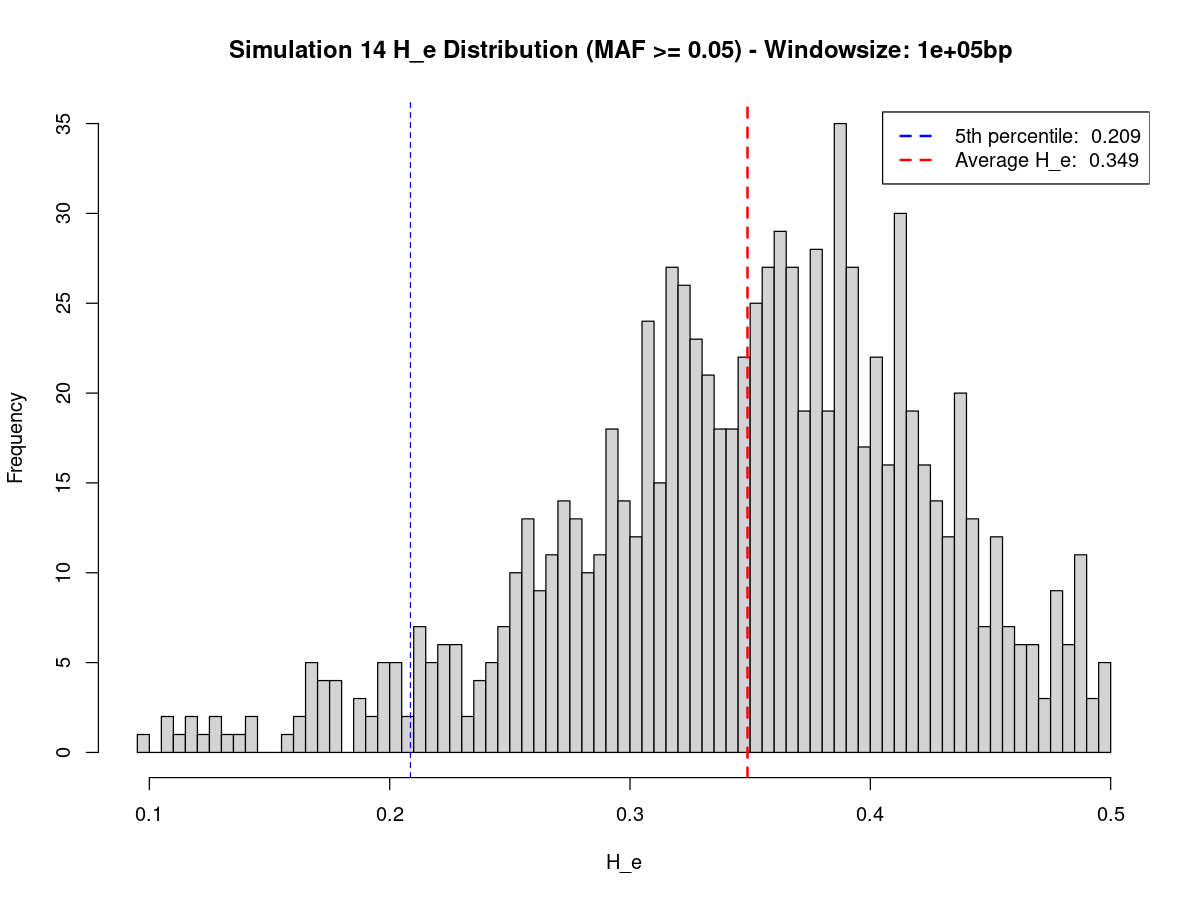 Simulation 14 H_e Distribution (MAF >= 0.05) - Windowsize: 1e+05bp
5th percentile: 0.209
Average H_e: 0.349
Frequency
35
30
25
20
15
10
5
0
0.1 0.2 0.3 0.4 0.5
H_e